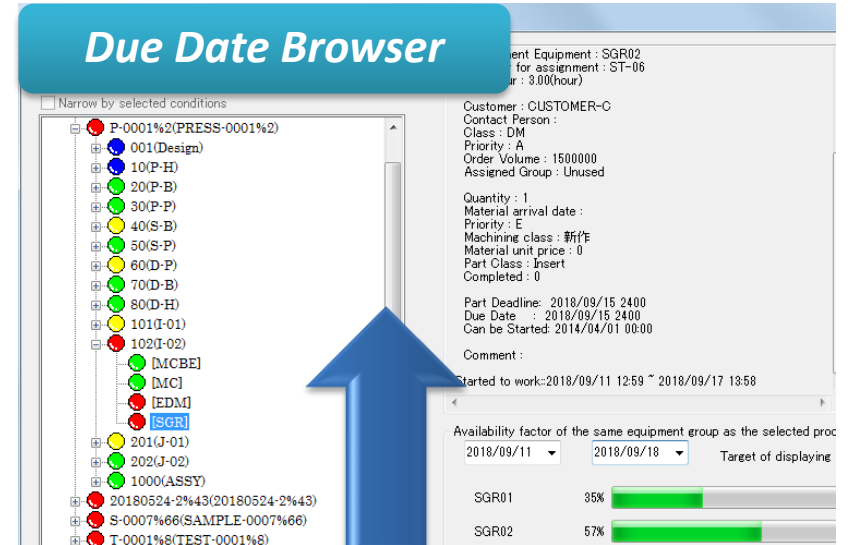 Due Date Browser
Narrow by selected conditions
P-0001%2(PRESS-0001%2)
001(Design)
10(P-H)
20(P-B)
30(P-P)
40(S-B)
50(S-P)
60(D-P)
70(D-B)
80(D-H)
101(I-01)
102(I-02)
[MCBE]
[MC]
[EDM]
[SGR]
201(J-01)
202(J-02)
1000(ASSY)
20180524-2%43(20180524-2%43)
S-0007%66(SAMPLE-0007%66)
T-0001%8(TEST-0001%8)
Equipment : SGR02
for assignment : ST-06
: 3.00(hour)
Customer : CUSTOMER-C
Contact Person :
Class : DM
Priority : A
Order Volume : 1500000
Assigned Group : Unused
Quantity : 1
Material arrival date :
Priority : E
Machining class : 新作
Material unit price : 0
Part Class : Insert
Completed : 0
Part Deadline: 2018/09/15 2400
Due Date : 2018/09/15 2400
Can be Started: 2014/04/01 00:00
Comment :
Started to work::2018/09/11 12:59 ~ 2018/09/17 13:58
Availability factor of the same equipment group as the selected
2018/09/11 2018/09/18 Target of displaying
SGR01 35%
SGR02 57%